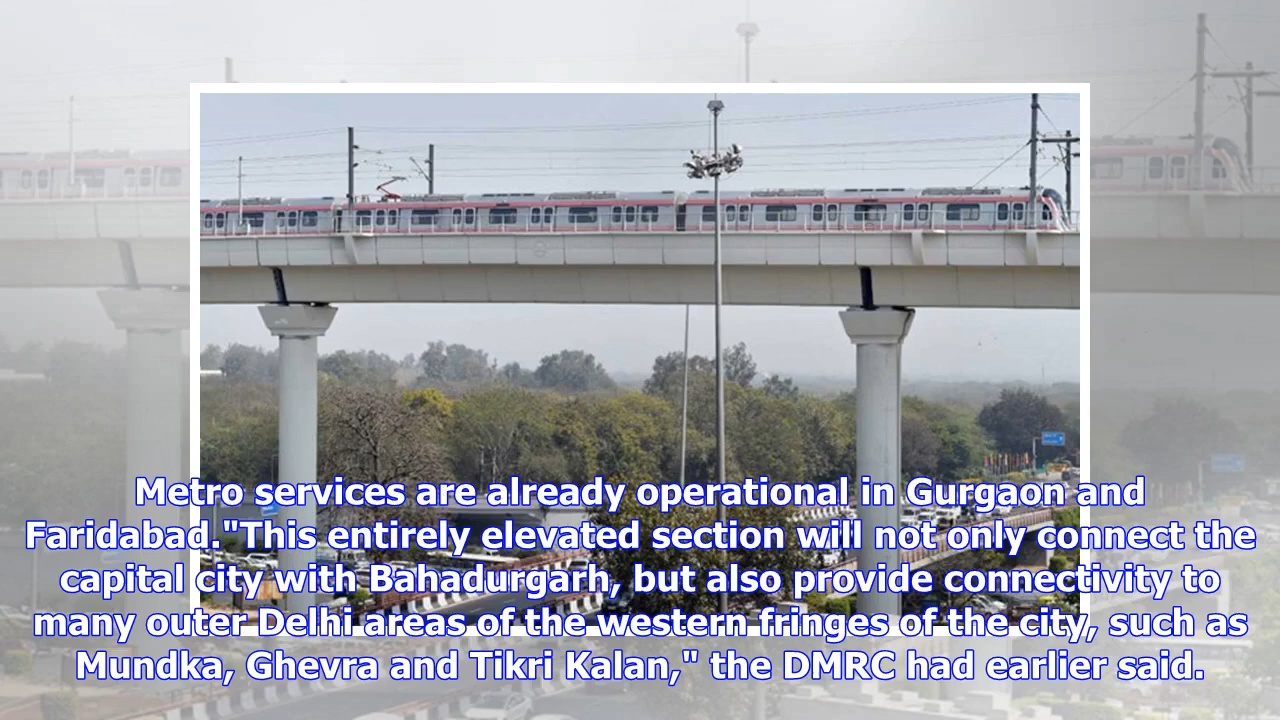 Metro services are already operational in Gurgaon and
Faridabad."This entirely elevated section will not only connect the
capital city with Bahadurgarh, but also provide connectivity to
many outer Delhi areas of the western fringes of the city, such as
Mundka, Ghevra and Tikri Kalan," the DMRC had earlier said.